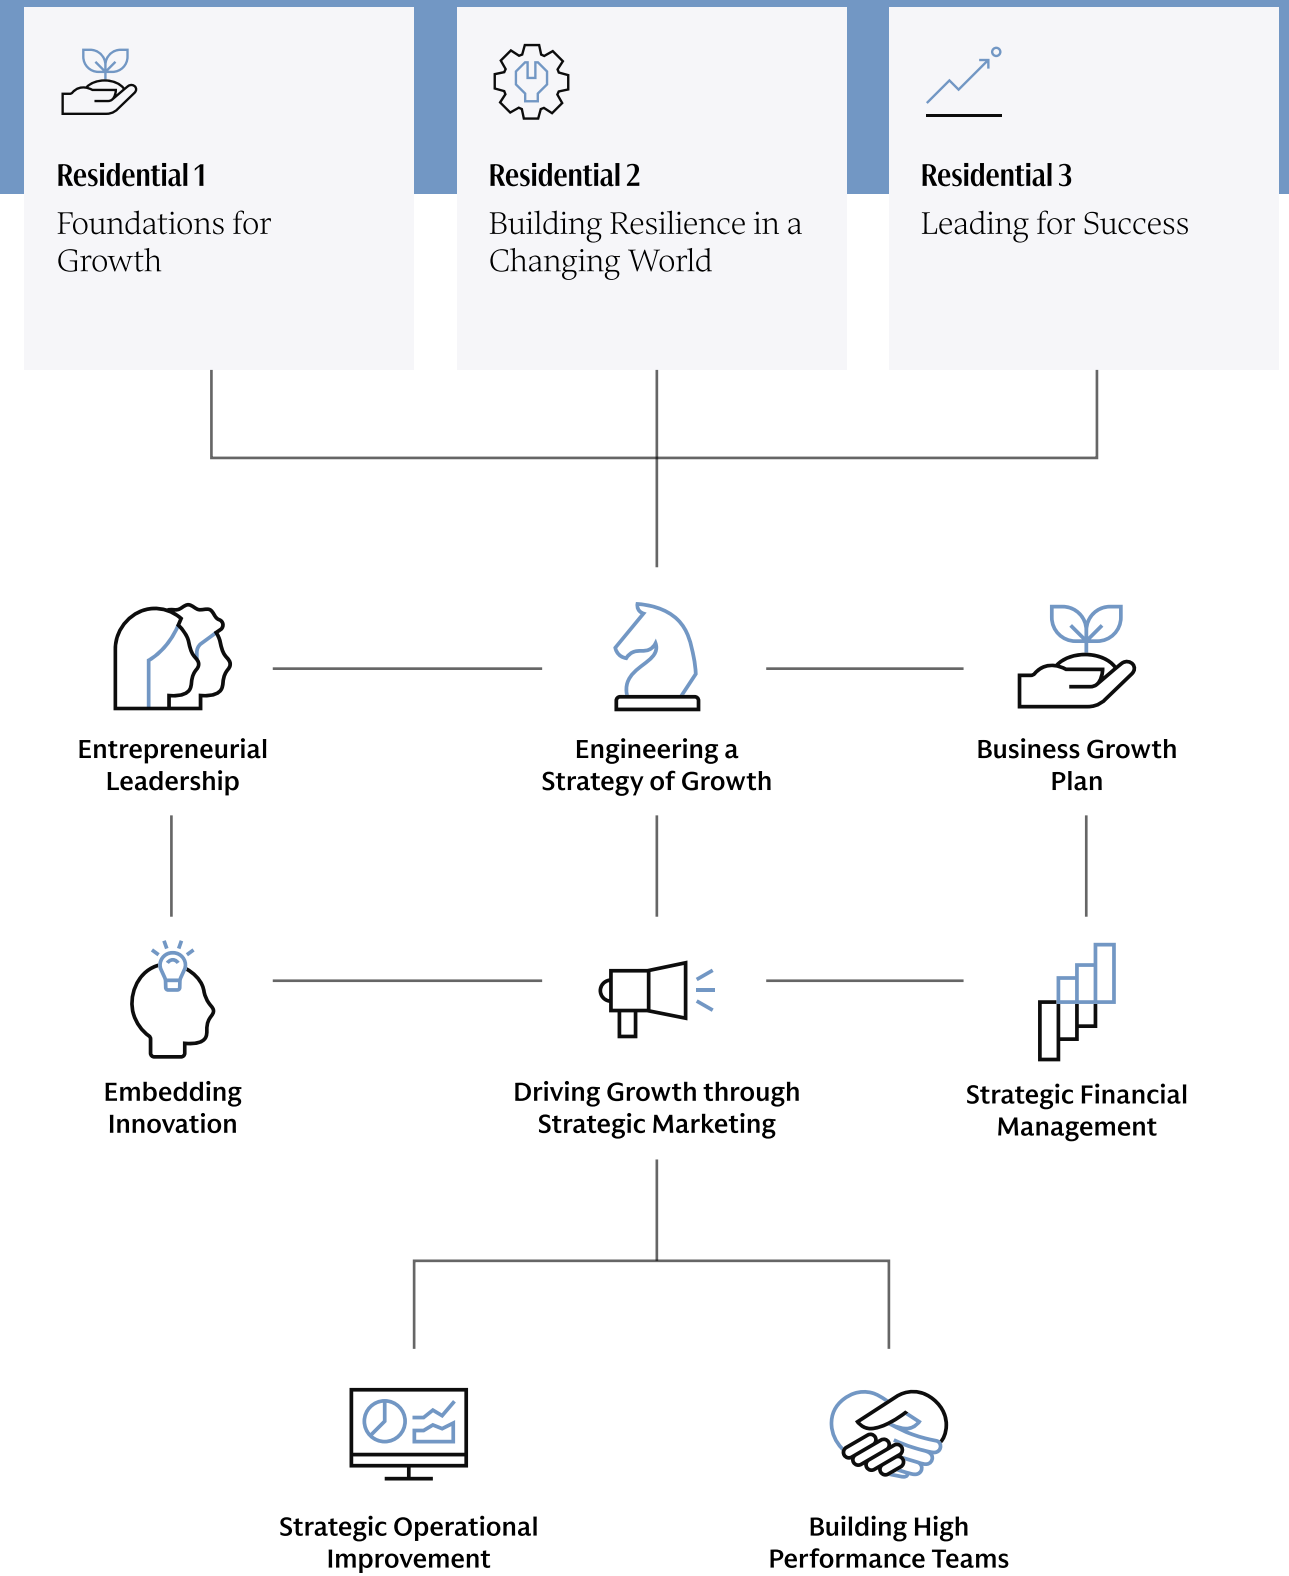 Residential 1
Foundations for
Growth
Residential 2
Building Resilience in a
Changing World
Residential 3
Leading for Success
Entrepreneurial
Leadership
Engineering a
Strategy of Growth
Business Growth
Plan
Embedding
Innovation
Driving Growth through
Strategic Marketing
Strategic Financial
Management
Strategic Operational
Improvement
Building High
Performance Teams